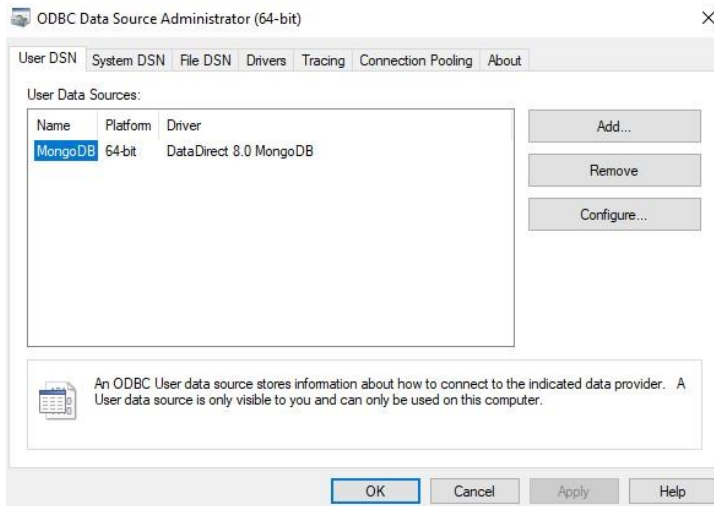 ODBC Data Source Administrator (64-bit)
User DSN System DSN File DSN Drivers Tracing Connection Pooling About
User Data Sources:
Name Platform Driver
MongoDB 64-bit DataDirect 8.0 MongoDB
Add...
Remove
Configure...
An ODBC User data source stores information about how to connect to the indicated data provider. A
User data source is only visible to you and can only be used on this computer.
OK Cancel Apply Help